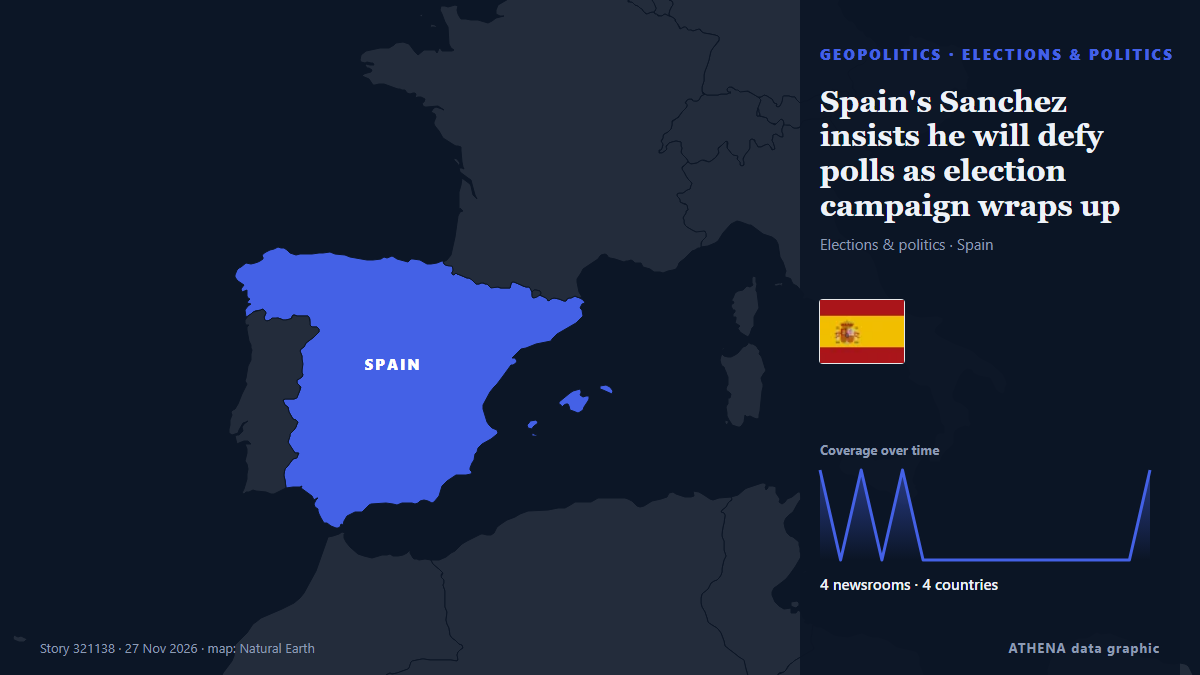 GEOPOLITICS · ELECTIONS & POLITICS
Spain's Sanchez
insists he will defy
polls as election
campaign wraps up
Elections & politics · Spain
SPAIN
Coverage over time
4 newsrooms · 4 countries
Story 321138 · 27 Nov 2026 · map: Natural Earth
ATHENA data graphic